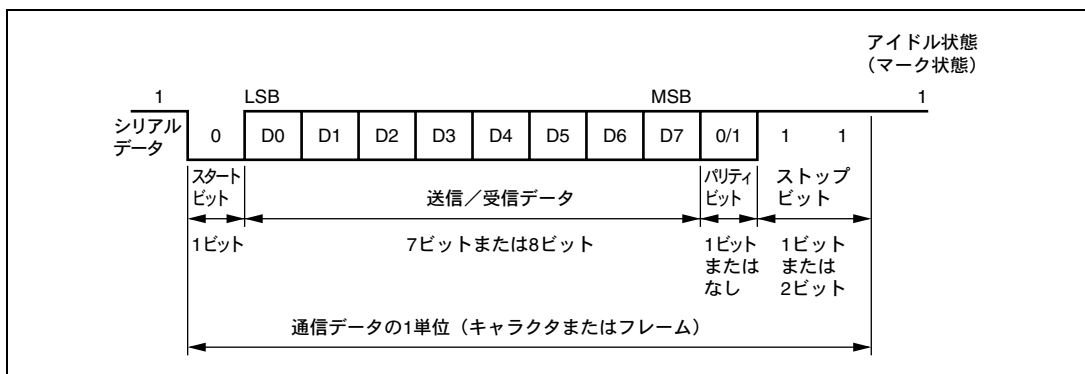 アイドル状態
（マーク状態）
1 LSB MSB 1
シリアル
データ
0 D0 D1 D2 D3 D4 D5 D6 D7 0/1 1 1
スタート
ビット
送信／受信データ
パリティ
ビット
ストップ
ビット
1ビット
7ビットまたは8ビット
1ビット
または
なし
1ビット
または
2ビット
通信データの1単位（キャラクタまたはフレーム）